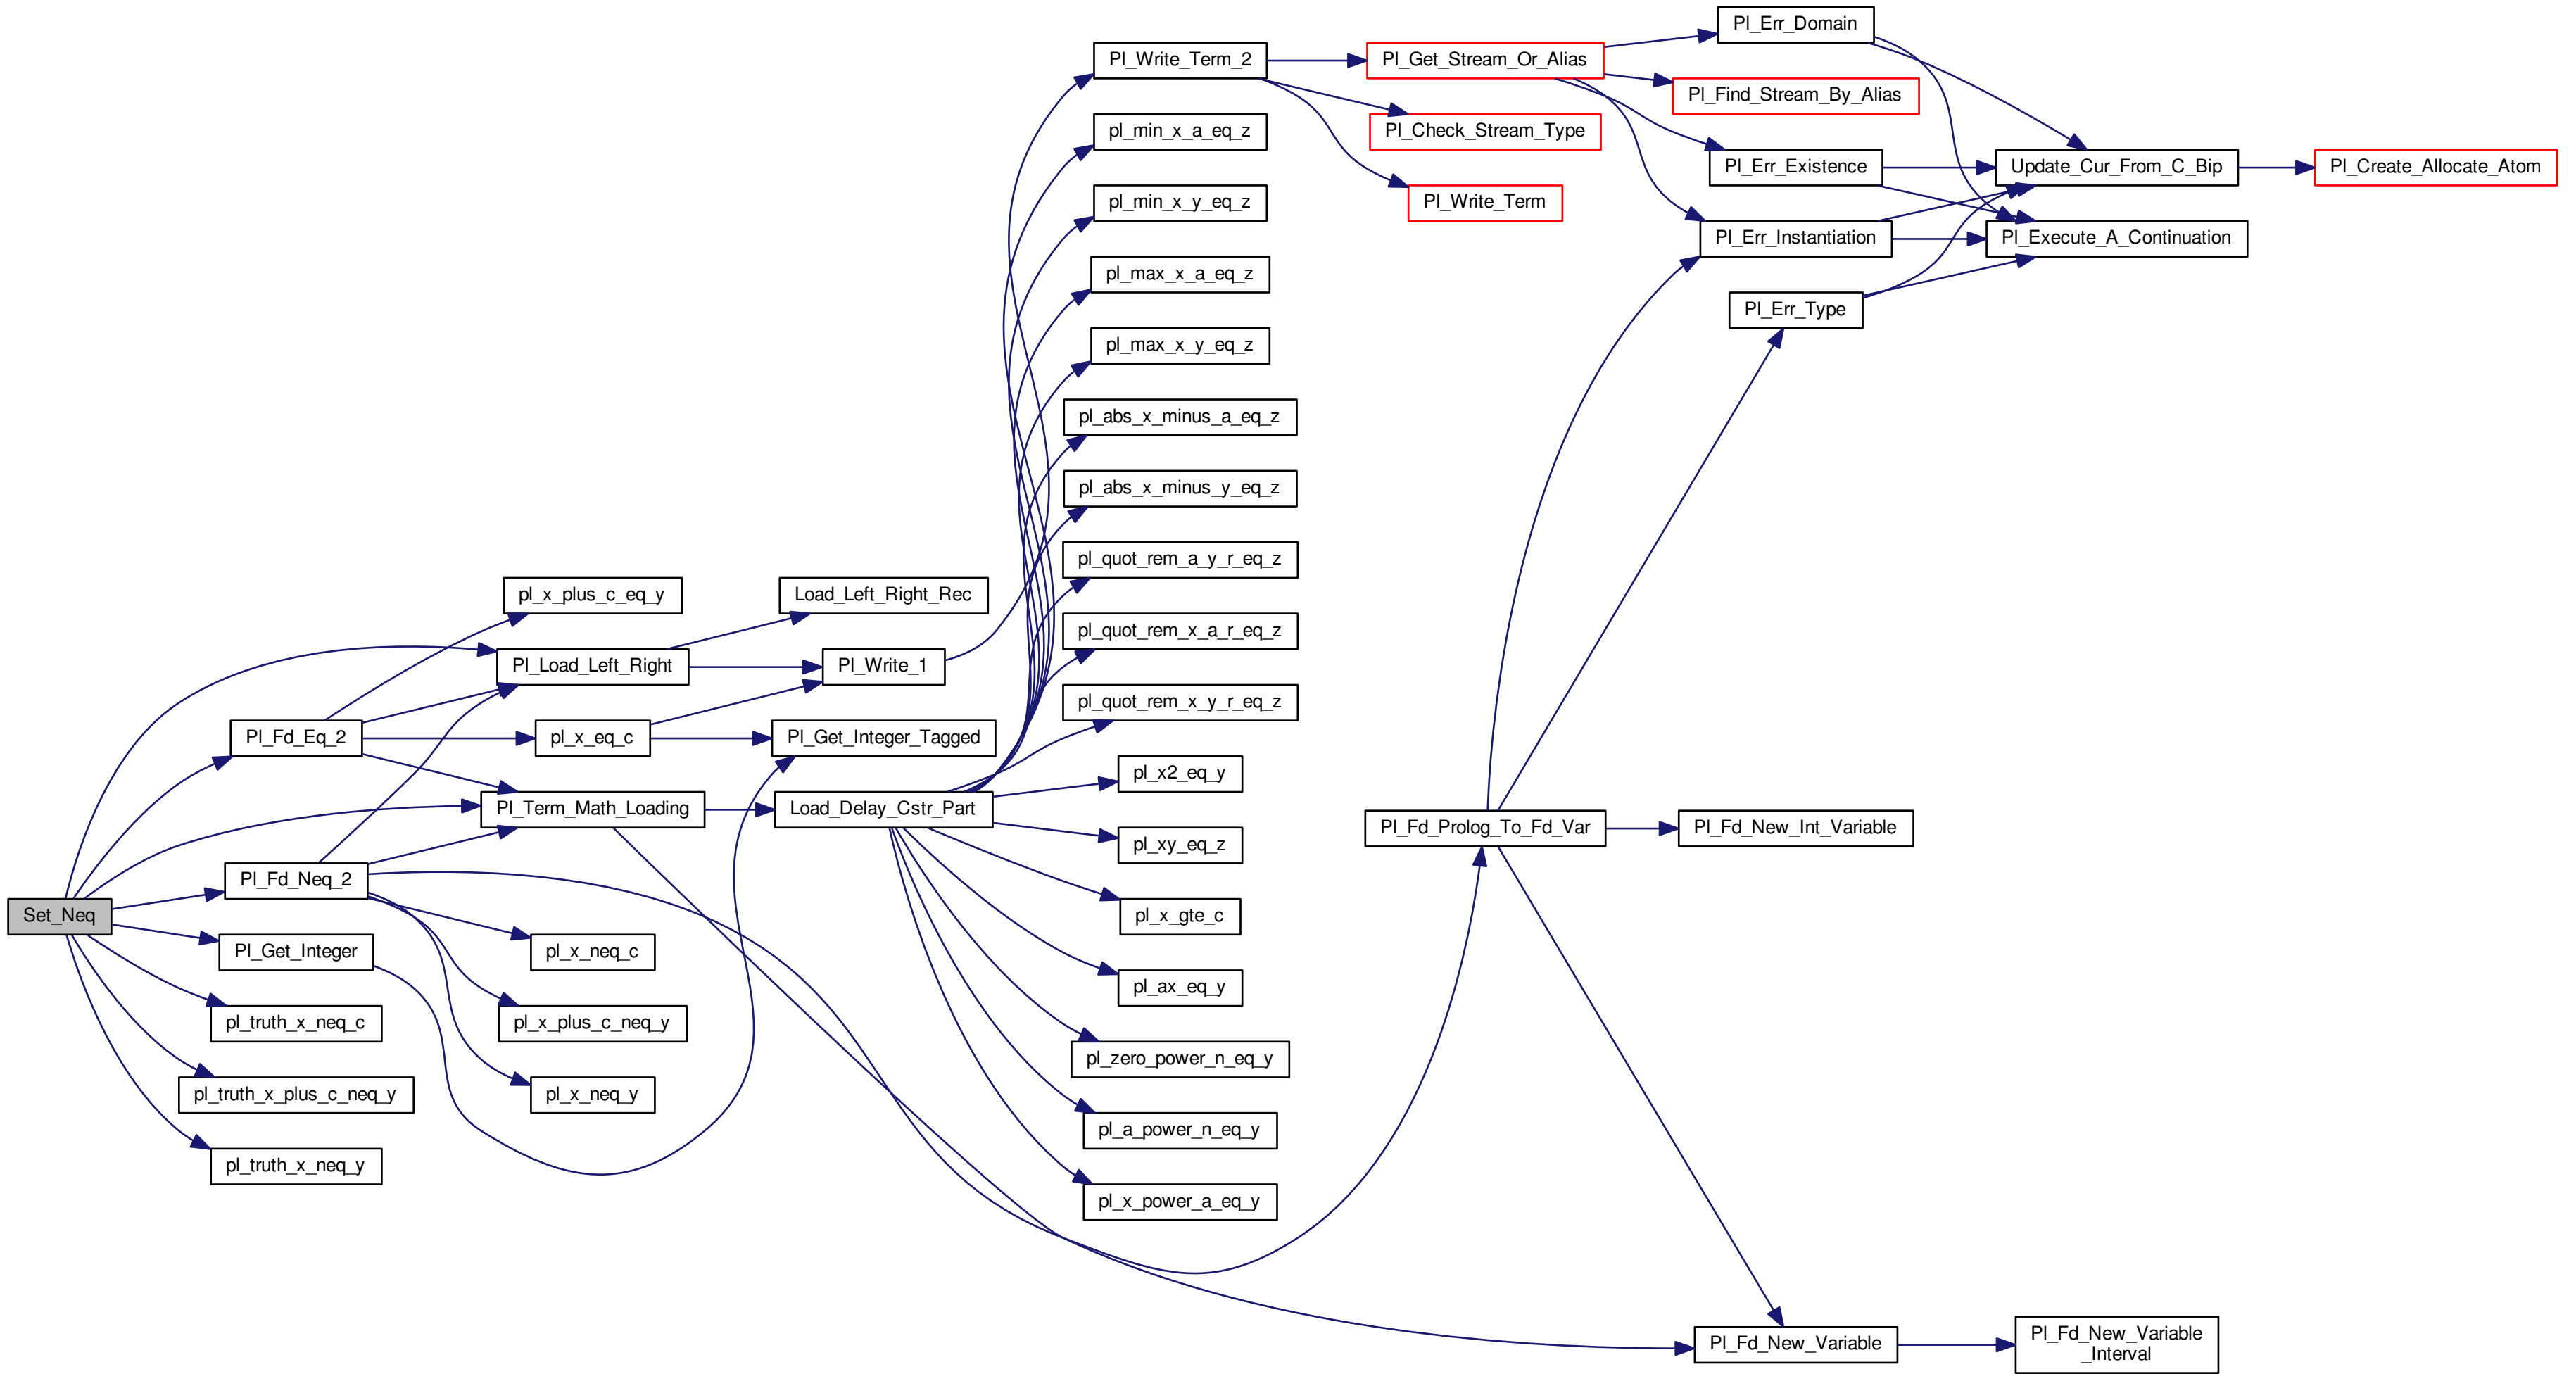 Set_Neq
Pl_Fd_Eq_2
Pl_Fd_Neq_2
Pl_Get_Integer
pl_truth_x_neq_c
pl_truth_x_plus_c_neq_y
pl_truth_x_neq_y
pl_x_plus_c_eq_y
Pl_Load_Left_Right
pl_x_eq_c
Pl_Term_Math_Loading
pl_x_neq_c
pl_x_plus_c_neq_y
pl_x_neq_y
Load_Left_Right_Rec
Pl_Write_1
Pl_Get_Integer_Tagged
Load_Delay_Cstr_Part
Pl_Write_Term_2
pl_min_x_a_eq_z
pl_min_x_y_eq_z
pl_max_x_a_eq_z
pl_max_x_y_eq_z
pl_abs_x_minus_a_eq_z
pl_abs_x_minus_y_eq_z
pl_quot_rem_a_y_r_eq_z
pl_quot_rem_x_a_r_eq_z
pl_quot_rem_x_y_r_eq_z
pl_x2_eq_y
pl_xy_eq_z
pl_x_gte_c
pl_ax_eq_y
pl_zero_power_n_eq_y
pl_a_power_n_eq_y
pl_x_power_a_eq_y
Pl_Get_Stream_Or_Alias
Pl_Check_Stream_Type
Pl_Write_Term
Pl_Fd_Prolog_To_Fd_Var
Pl_Err_Domain
Pl_Find_Stream_By_Alias
Pl_Err_Existence
Pl_Err_Instantiation
Pl_Err_Type
Pl_Fd_New_Int_Variable
Pl_Fd_New_Variable
Update_Cur_From_C_Bip
Pl_Execute_A_Continuation
Pl_Fd_New_Variable
_Interval
Pl_Create_Allocate_Atom